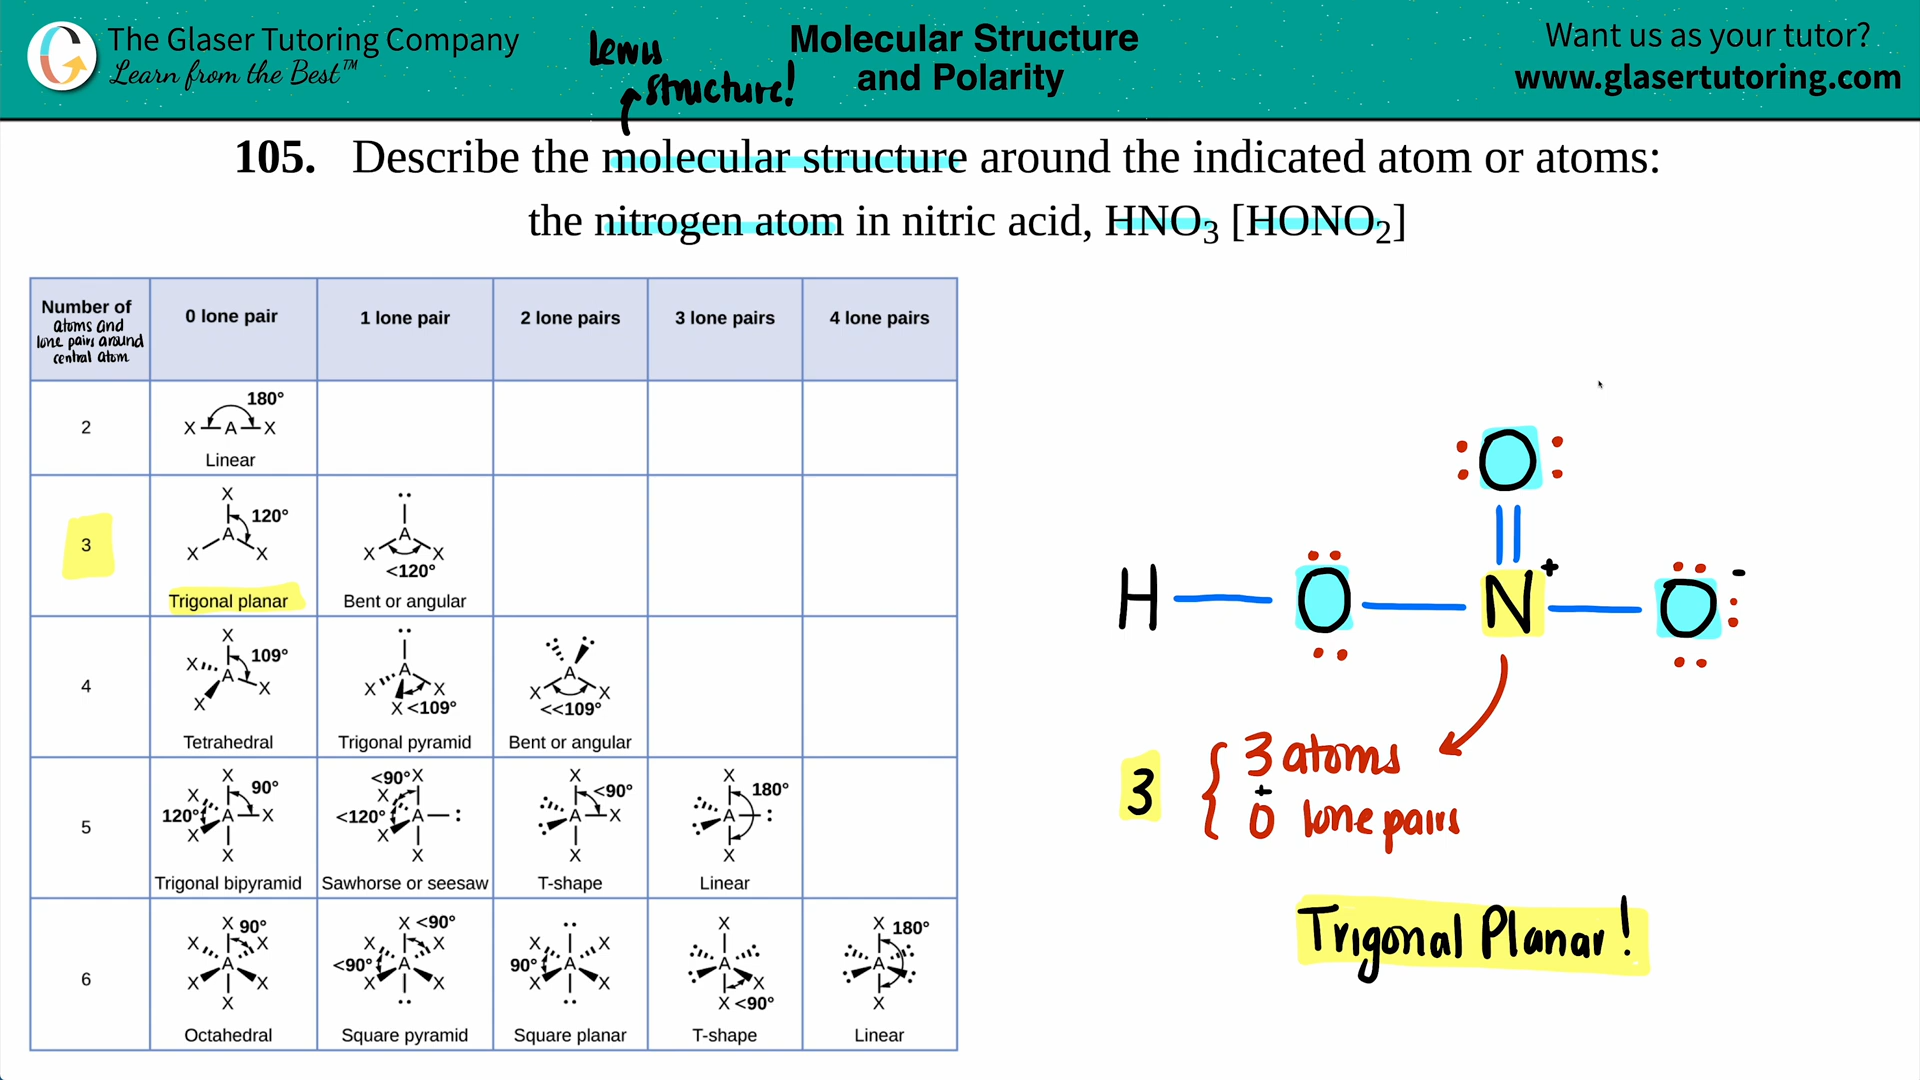 The Glaser Tutoring Company
Learn from the Best™
Lewis
structure!
Molecular Structure
and Polarity
Want us as your tutor?
www.glasertutoring.com
105. Describe the molecular structure around the indicated atom or atoms:
the nitrogen atom in nitric acid, HNO₃ [HONO₂]
Number of
atoms and
lone pairs around
central atom
0 lone pair
1 lone pair
2 lone pairs
3 lone pairs
4 lone pairs
2
180°
X A X
Linear
3
X
120°
A
X X
Trigonal planar
A
X X
<120°
Bent or angular
4
X
109°
X A X
X
Tetrahedral
A
X X
X <109°
Trigonal pyramid
A
X X
<<109°
Bent or angular
5
X
X 90°
120° A X
X
X
Trigonal bipyramid
<90° X
X
<120° A
X
X
Sawhorse or seesaw
X
<90°
A X
X
T-shape
X
180°
A
X
Linear
6
X 90°
X X
A
X X
X
Octahedral
X <90°
X X
<90° A
X X
Square pyramid
X X
90° A
X X
Square planar
X
A
X
X <90°
T-shape
X 180°
A
X
Linear
O
H O N + O -
3 { 3 atoms
+
0 lone pairs
Trigonal Planar!